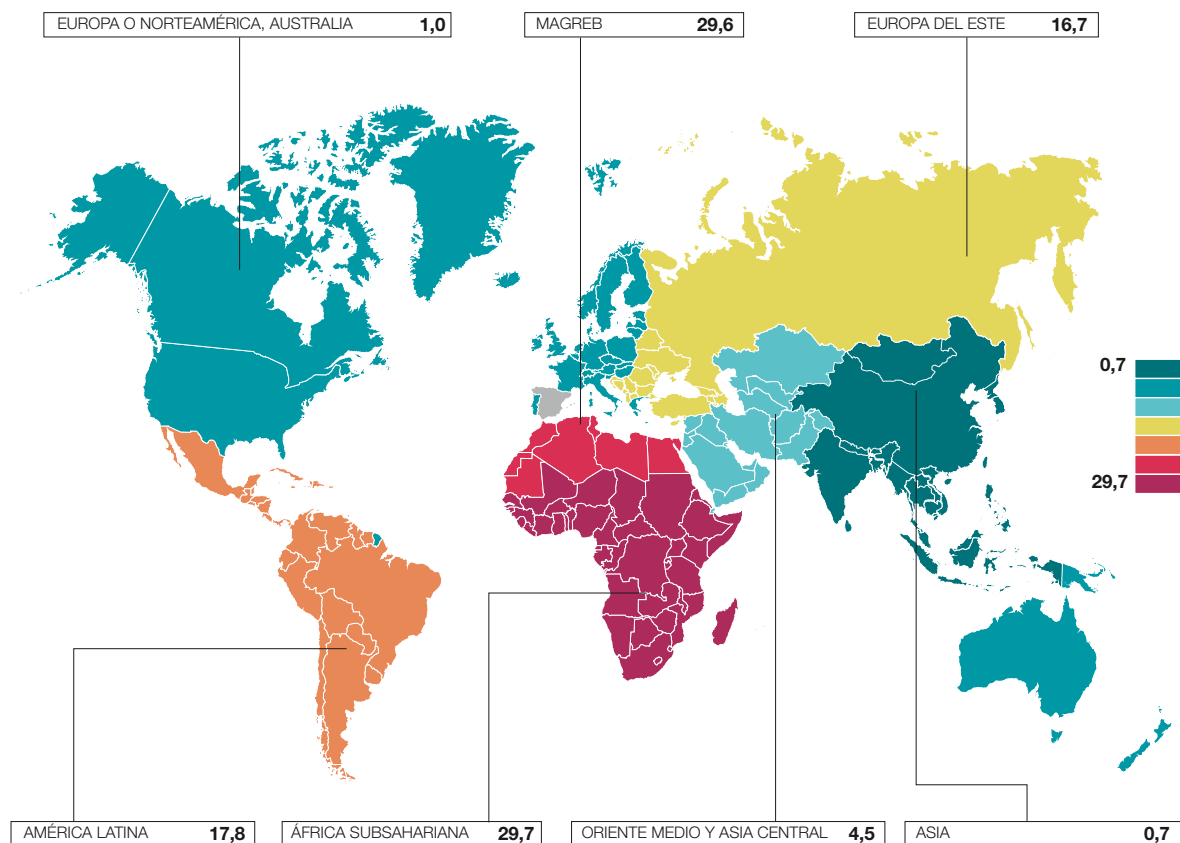 EUROPA O NORTEAMÉRICA, AUSTRALIA 1,0
MAGREB 29,6
EUROPA DEL ESTE 16,7
0,7
29,7
AMÉRICA LATINA 17,8
ÁFRICA SUBSAHARIANA 29,7
ORIENTE MEDIO Y ASIA CENTRAL 4,5
ASIA 0,7